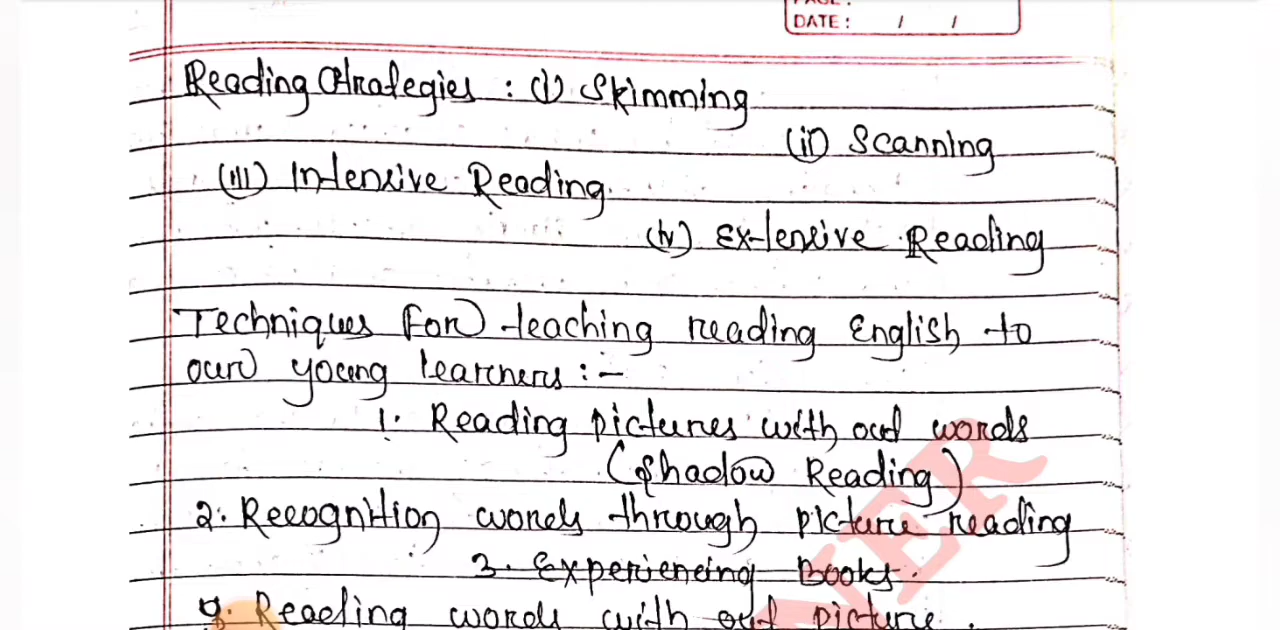 PAGE:
DATE: / /
Reading Strategies : (i) Skimming
(ii) Scanning
(iii) Intensive Reading
(iv) Extensive Reading
Techniques for teaching reading English to
our young learners :-
1. Reading pictures with out words
(Shadow Reading)
2. Recognition words through picture reading
3. Experiencing Books.
4. Reading words with out picture.